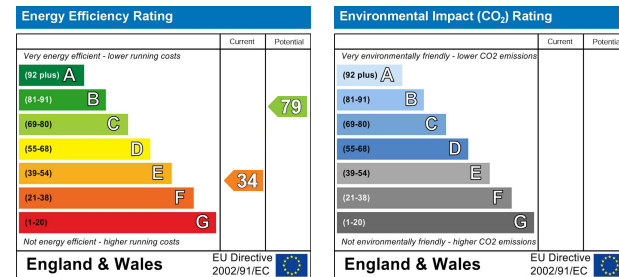 Energy Efficiency Rating
Current Potential
Very energy efficient - lower running costs
(92 plus) A
(81-91) B
79
(69-80) C
(55-68) D
(39-54) E
34
(21-38) F
(1-20) G
Not energy efficient - higher running costs
England & Wales
EU Directive
2002/91/EC
Environmental Impact (CO2) Rating
Current Potentia
Very environmentally friendly - lower CO2 emissions
(92 plus) A
(81-91) B
(69-80) C
(55-68) D
(39-54) E
(21-38) F
(1-20) G
Not environmentally friendly - higher CO2 emissions
England & Wales
EU Directive
2002/91/EC